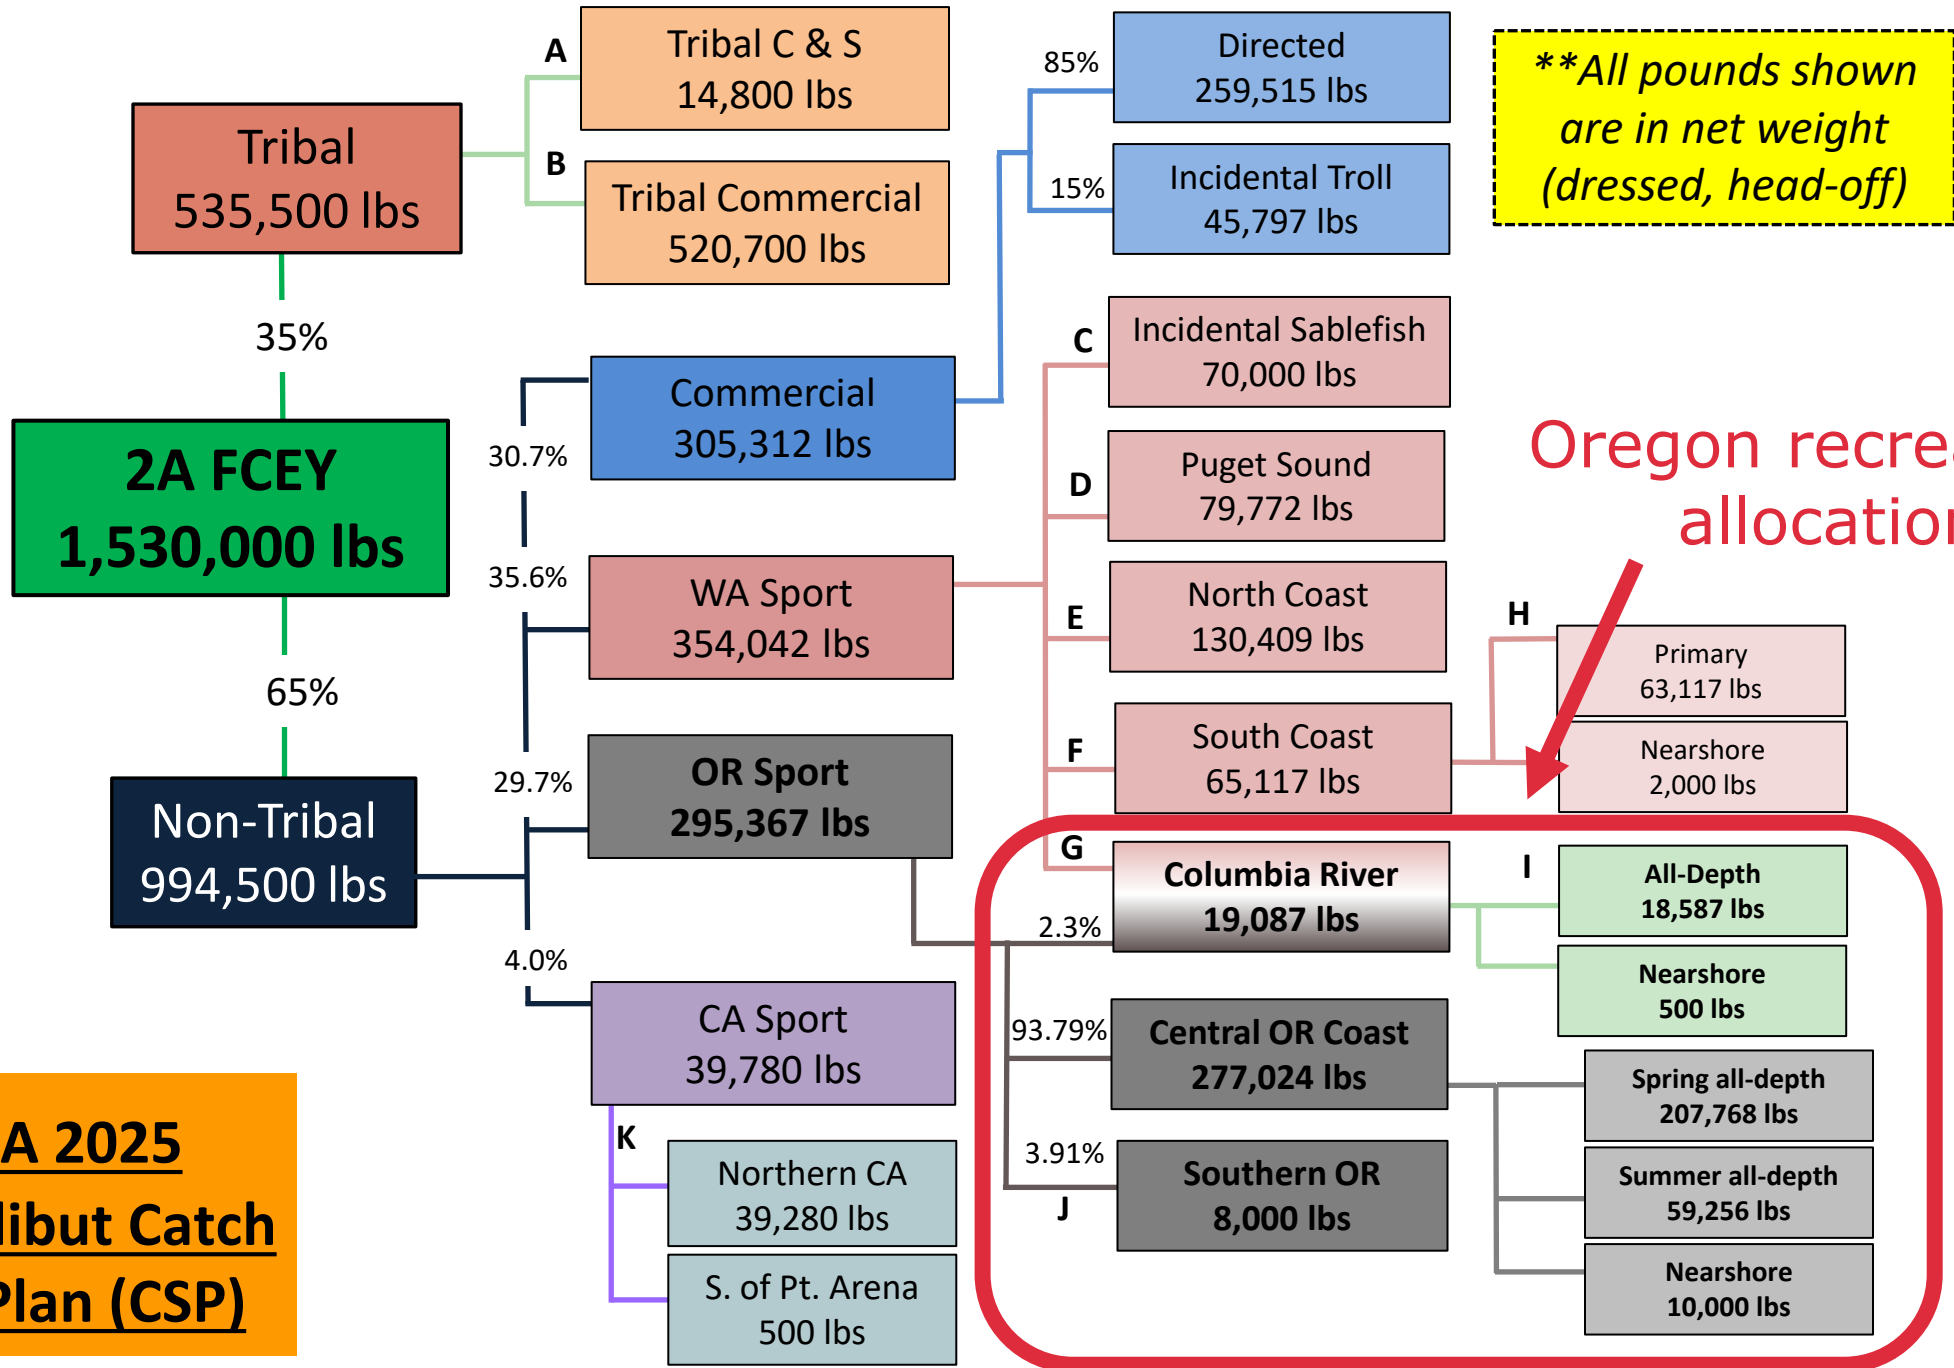 Tribal
535,500 lbs
35%
2A FCEY
1,530,000 lbs
65%
Non-Tribal
994,500 lbs
A
Tribal C & S
14,800 lbs
B
Tribal Commercial
520,700 lbs
30.7%
Commercial
305,312 lbs
35.6%
WA Sport
354,042 lbs
29.7%
OR Sport
295,367 lbs
4.0%
CA Sport
39,780 lbs
K
Northern CA
39,280 lbs
S. of Pt. Arena
500 lbs
85%
Directed
259,515 lbs
15%
Incidental Troll
45,797 lbs
C
Incidental Sablefish
70,000 lbs
D
Puget Sound
79,772 lbs
E
North Coast
130,409 lbs
F
South Coast
65,117 lbs
H
Primary
63,117 lbs
Nearshore
2,000 lbs
G
2.3%
Columbia River
19,087 lbs
I
All-Depth
18,587 lbs
Nearshore
500 lbs
93.79%
Central OR Coast
277,024 lbs
Spring all-depth
207,768 lbs
Summer all-depth
59,256 lbs
Nearshore
10,000 lbs
3.91%
J
Southern OR
8,000 lbs
**All pounds shown
are in net weight
(dressed, head-off)
Oregon
allocation
A 2025
Catch
Plan (CSP)